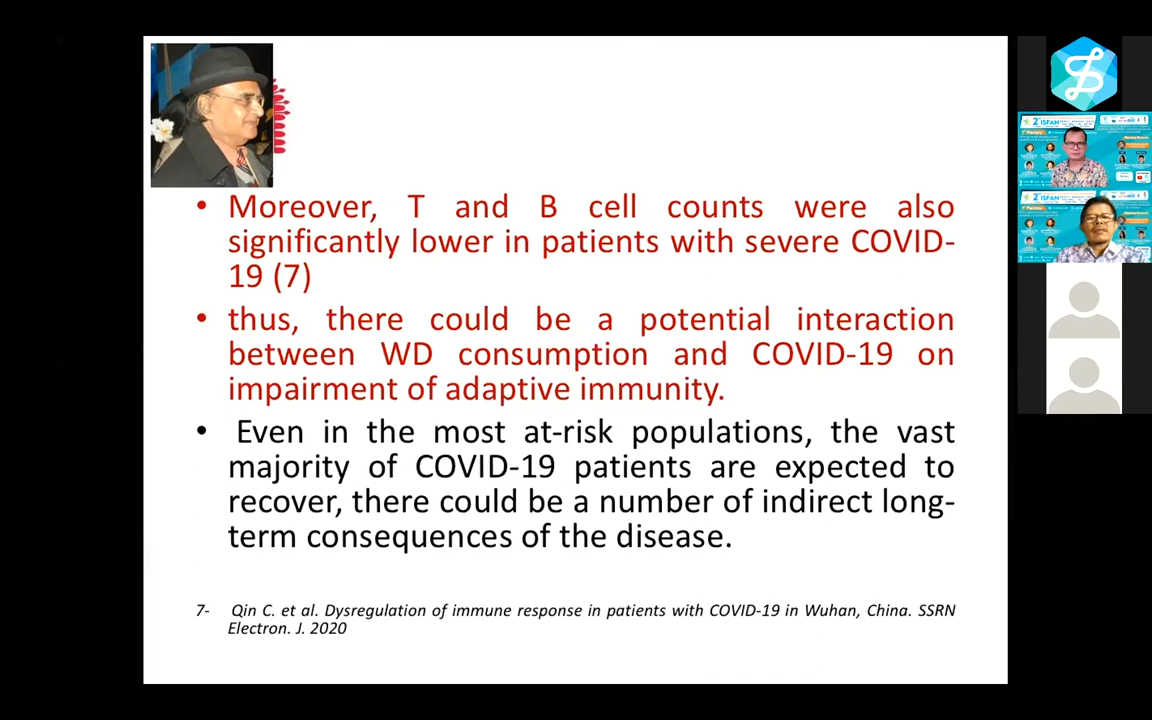 • Moreover, T and B cell counts were also
significantly lower in patients with severe COVID-
19 (7)
• thus, there could be a potential interaction
between WD consumption and COVID-19 on
impairment of adaptive immunity.
• Even in the most at-risk populations, the vast
majority of COVID-19 patients are expected to
recover, there could be a number of indirect long-
term consequences of the disease.
7- Qin C. et al. Dysregulation of immune response in patients with COVID-19 in Wuhan, China. SSRN
Electron. J. 2020
2nd ISFAN
2nd ISFAN